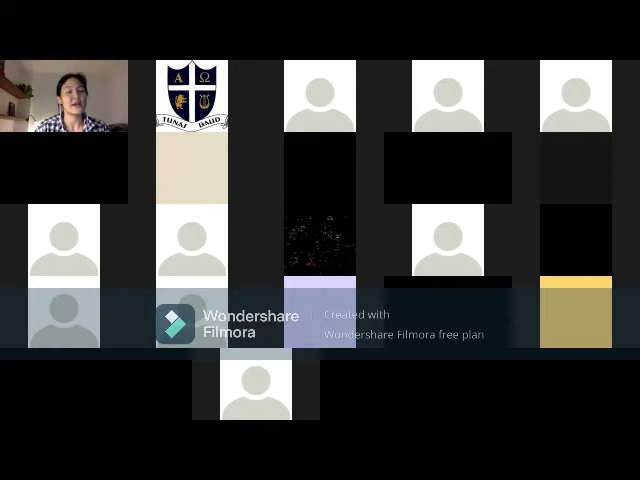 Α Ω
TUNAS DAUD
Wondershare
Filmora
Created with
Wondershare Filmora free plan